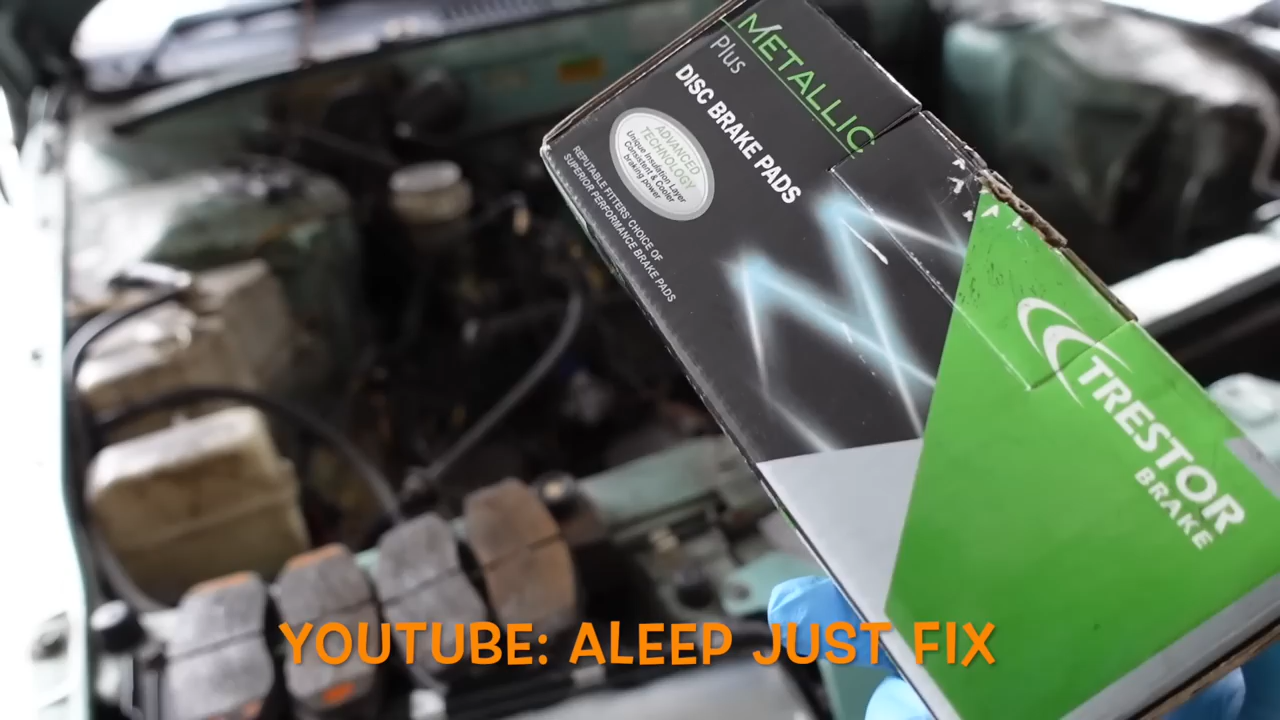 METALLIC
Plus
DISC BRAKE PADS
ADVANCED
TECHNOLOGY
Unique Insulation Layer
Consistent & Cooler
braking power
REPUTABLE FITTERS' CHOICE OF
SUPERIOR PERFORMANCE BRAKE PADS
TRESTOR
BRAKE
YOUTUBE: ALEEP JUST FIX